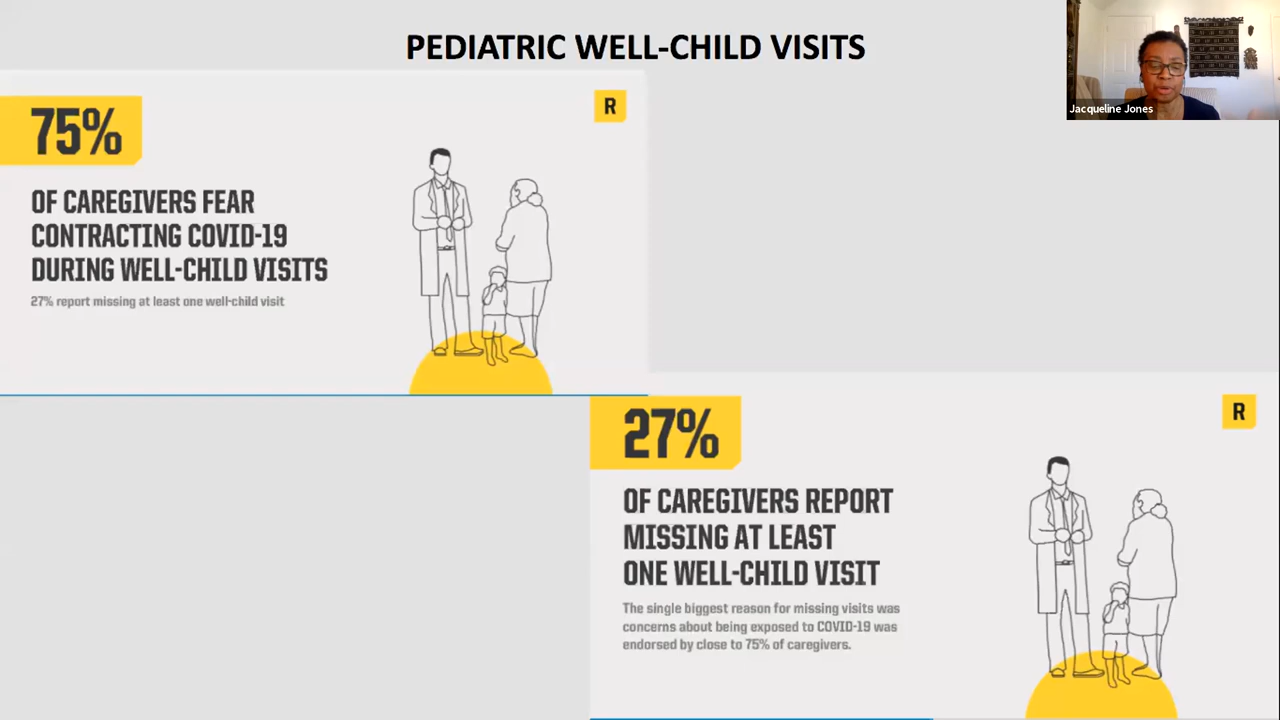 PEDIATRIC WELL-CHILD VISITS
Jacqueline Jones
75%
R
OF CAREGIVERS FEAR
CONTRACTING COVID-19
DURING WELL-CHILD VISITS
27% report missing at least one well-child visit
27%
R
OF CAREGIVERS REPORT
MISSING AT LEAST
ONE WELL-CHILD VISIT
The single biggest reason for missing visits was
concerns about being exposed to COVID-19 was
endorsed by close to 75% of caregivers.